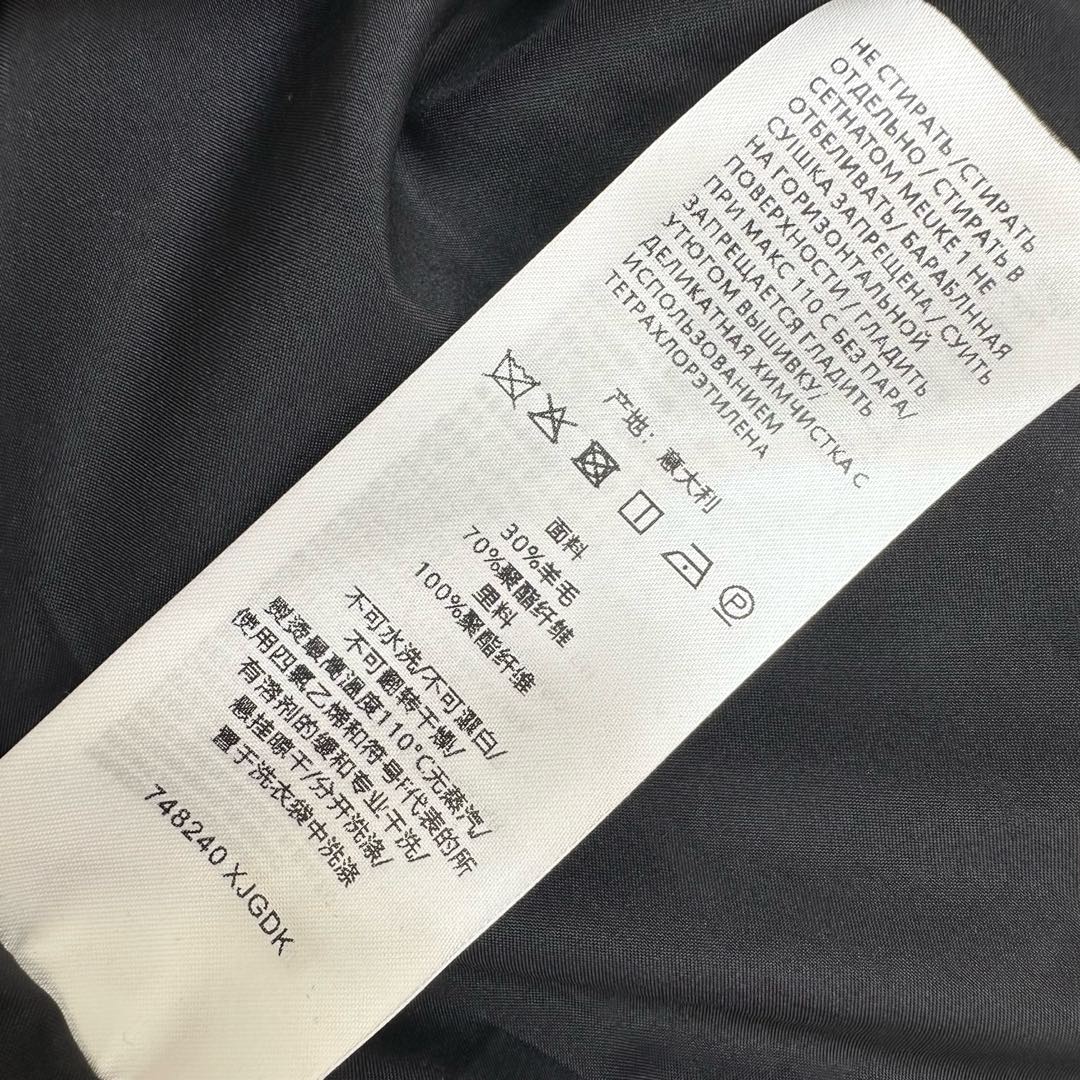 НЕ СТИРАТЬ /СТИРАТЬ
ОТДЕЛЬНО / СТИРАТЬ В
СЕТНАТОМ MEUKE 1 НЕ
ОТБЕЛИВАТЬ/ БАРАБЛННАЯ
СУШКА ЗАПРЕЩЕНА / СУИТЬ
НА ГОРИЗОНТАЛЬНОЙ
ПОВЕРХНОСТИ / ГЛАДИТЬ
ПРИ МАКС 110 С БЕЗ ПАРА/
ЗАПРЕЩАЕТСЯ ГЛАДИТЬ
УТЮГОМ ВЫШИВКУ/
ДЕЛИКАТНАЯ ХИМЧИСТКА С
ИСПОЛЬЗОВАНИЕМ
ТЕТРАХЛОРЭТИЛЕНА
产地：意大利
P
面料
30%羊毛
70%聚酯纤维
里料
100%聚酯纤维
不可水洗/不可漂白/
不可翻转干燥/
熨烫最高温度110°C无蒸汽/
使用四氯乙烯和符号F代表的所
有溶剂的缓和专业干洗/
悬挂晾干/分开洗涤/
置于洗衣袋中洗涤
748240 XJGDK